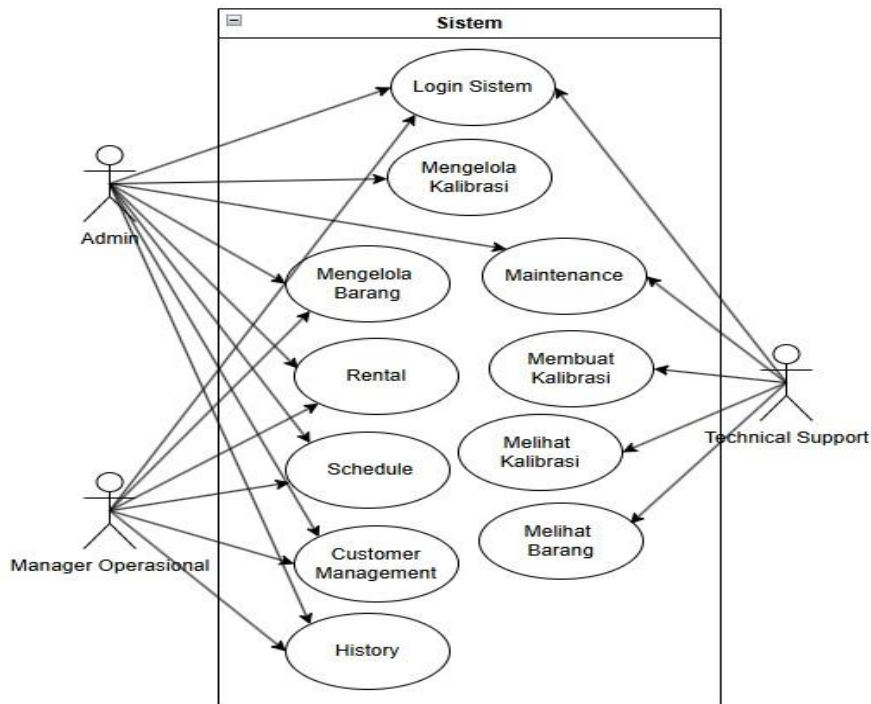 Sistem
Login Sistem
Mengelola
Kalibrasi
Admin
Mengelola
Barang
Maintenance
Rental
Membuat
Kalibrasi
Technical Support
Schedule
Melihat
Kalibrasi
Manager Operasional
Customer
Management
Melihat
Barang
History